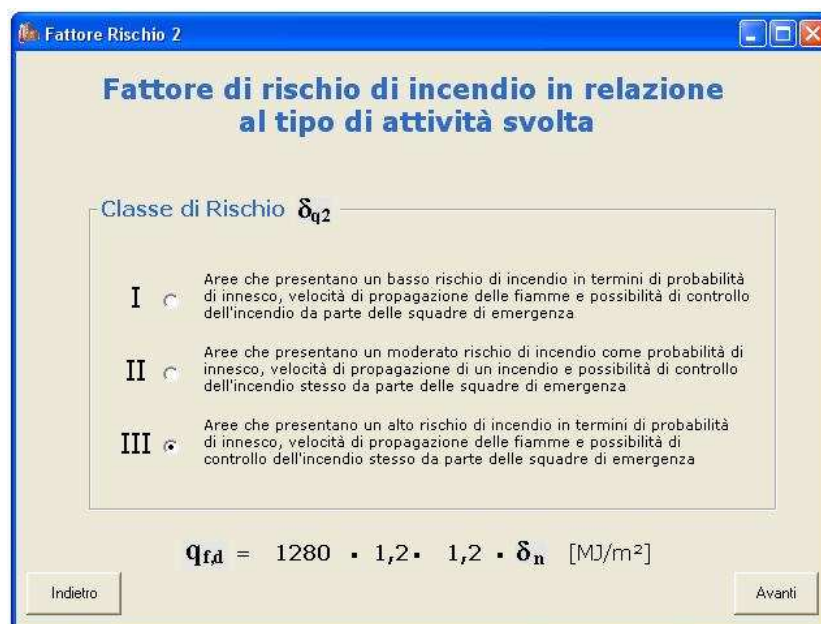 Fattore Rischio 2
Fattore di rischio di incendio in relazione
al tipo di attività svolta
Classe di Rischio δq2
I
Aree che presentano un basso rischio di incendio in termini di probabilità
di innesco, velocità di propagazione delle fiamme e possibilità di controllo
dell'incendio da parte delle squadre di emergenza
II
Aree che presentano un moderato rischio di incendio come probabilità di
innesco, velocità di propagazione di un incendio e possibilità di controllo
dell'incendio stesso da parte delle squadre di emergenza
III
Aree che presentano un alto rischio di incendio in termini di probabilità
di innesco, velocità di propagazione delle fiamme e possibilità di
controllo dell'incendio stesso da parte delle squadre di emergenza
qf,d = 1280 · 1,2 · 1,2 · δn [MJ/m²]
Indietro
Avanti